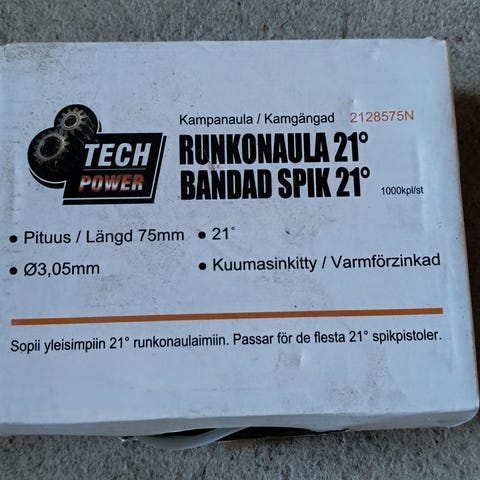 Kampanaula / Kamgängad 2128575N
TECH
POWER
RUNKONAULA 21°
BANDAD SPIK 21° 1000kpl/st
• Pituus / Längd 75mm • 21°
• Ø3,05mm • Kuumasinkitty / Varmförzinkad
Sopii yleisimpiin 21° runkonaulaimiin. Passar för de flesta 21° spikpistoler.